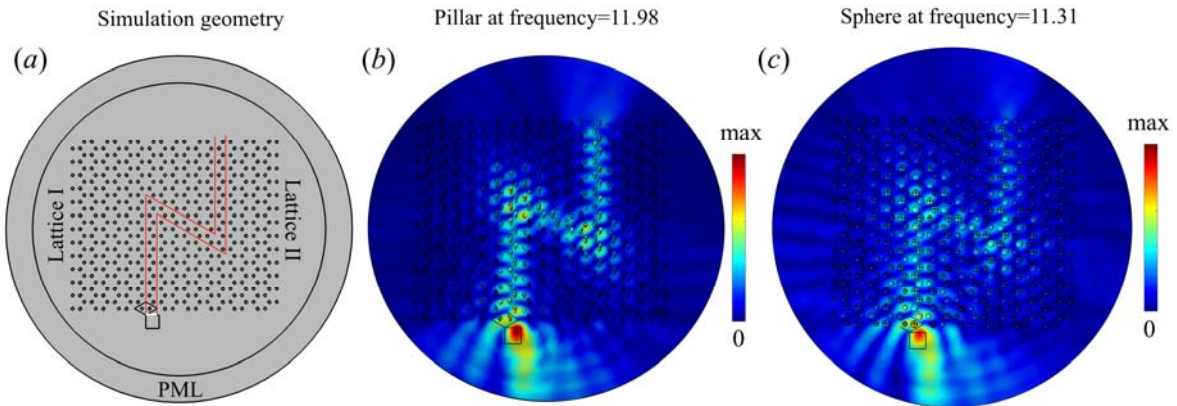 Simulation geometry
Pillar at frequency=11.98
Sphere at frequency=11.31
(a)
(b)
(c)
Lattice I
Lattice II
PML
max
0
max
0